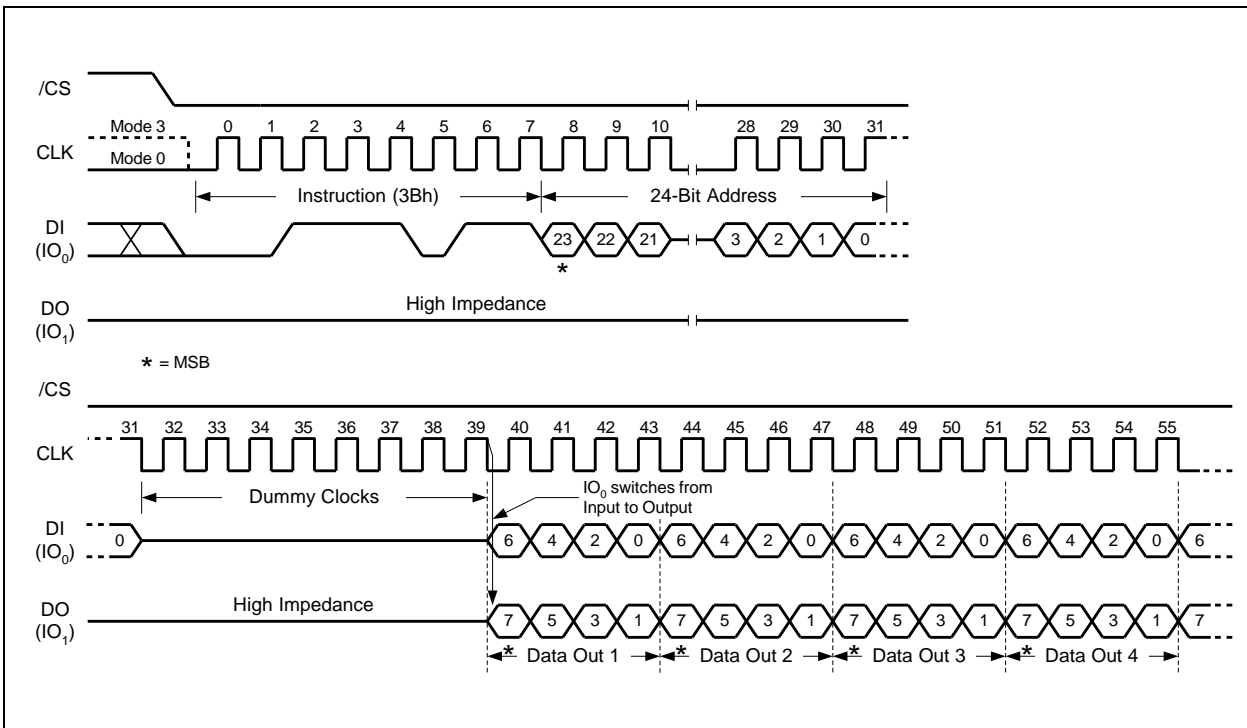 /CS
Mode 3 0 1 2 3 4 5 6 7 8 9 10 28 29 30 31
CLK Mode 0
Instruction (3Bh) 24-Bit Address
DI
(IO0) 23 22 21 3 2 1 0
*
DO
(IO1) High Impedance
* = MSB
/CS
31 32 33 34 35 36 37 38 39 40 41 42 43 44 45 46 47 48 49 50 51 52 53 54 55
CLK
Dummy Clocks
IO0 switches from
Input to Output
DI
(IO0) 0 6 4 2 0 6 4 2 0 6 4 2 0 6 4 2 0 6
DO
(IO1) High Impedance 7 5 3 1 7 5 3 1 7 5 3 1 7 5 3 1 7
* Data Out 1 * Data Out 2 * Data Out 3 * Data Out 4